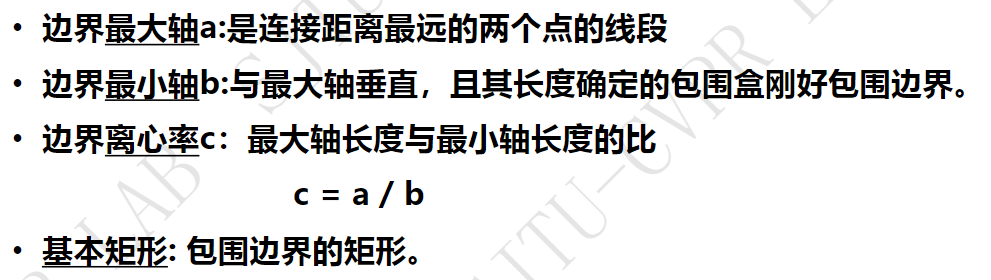 • 边界最大轴a:是连接距离最远的两个点的线段
• 边界最小轴b:与最大轴垂直，且其长度确定的包围盒刚好包围边界。
• 边界离心率c：最大轴长度与最小轴长度的比
c = a / b
• 基本矩形: 包围边界的矩形。
LAB
SJTU
SJTU-CVPR